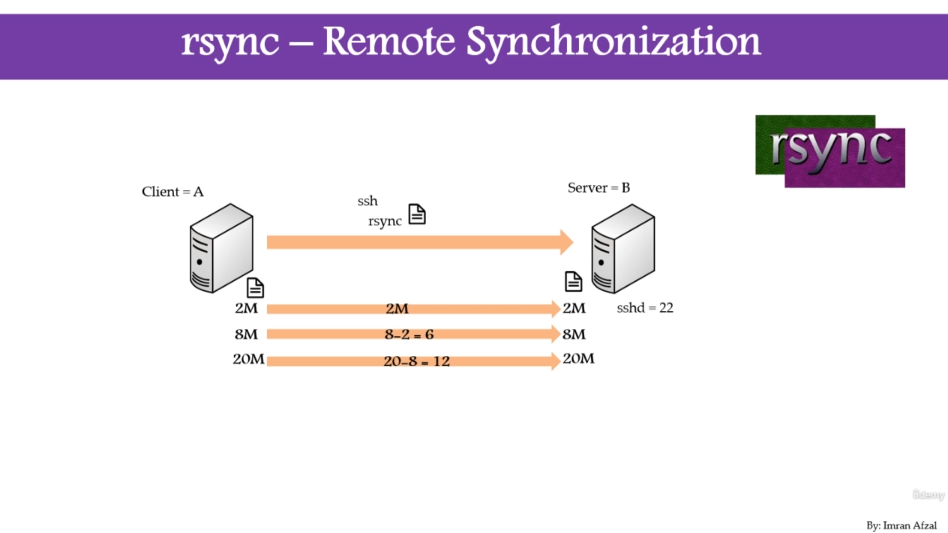 rsync – Remote Synchronization
rsync
Client = A
Server = B
ssh
rsync
2M 2M 2M sshd = 22
8M 8-2 = 6 8M
20M 20-8 = 12 20M
ûdemy
By: Imran Afzal